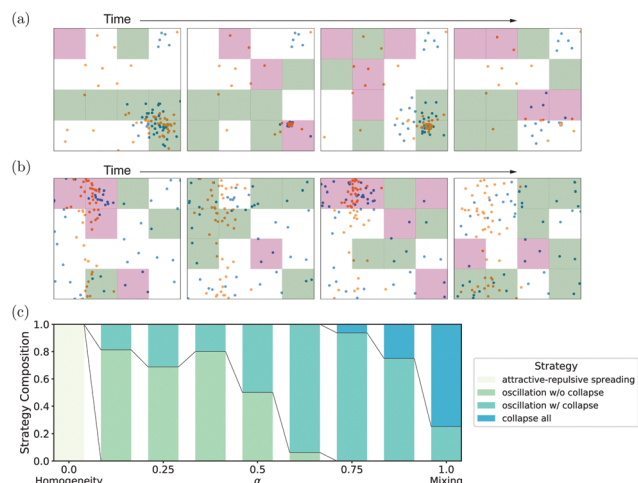 (a)
Time
(b)
Time
(c)
Strategy Composition
1.0
0.8
0.6
0.4
0.2
0.0
0.0 0.25 0.5 0.75 1.0
Homogeneity α Mixing
Strategy
attractive-repulsive spreading
oscillation w/o collapse
oscillation w/ collapse
collapse all